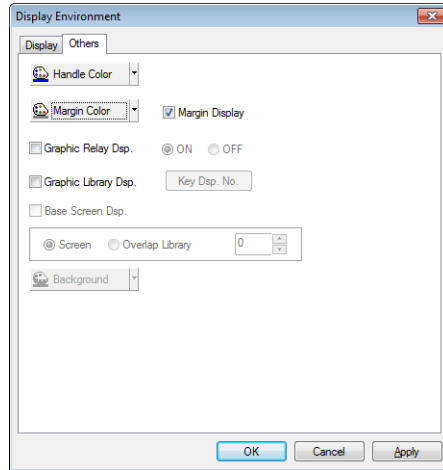 Display Environment
Display Others
Handle Color
Margin Color Margin Display
Graphic Relay Dsp. ON OFF
Graphic Library Dsp. Key Dsp. No.
Base Screen Dsp.
Screen Overlap Library 0
Background
OK Cancel Apply